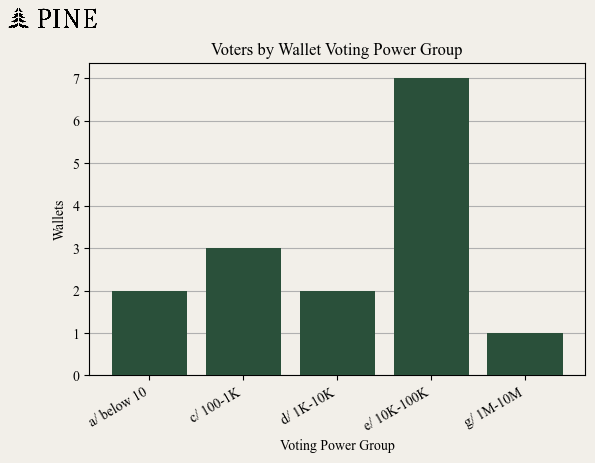 PINE
Voters by Wallet Voting Power Group
Wallets
7
6
5
4
3
2
1
0
a/ below 10
c/ 100-1K
d/ 1K-10K
e/ 10K-100K
g/ 1M-10M
Voting Power Group